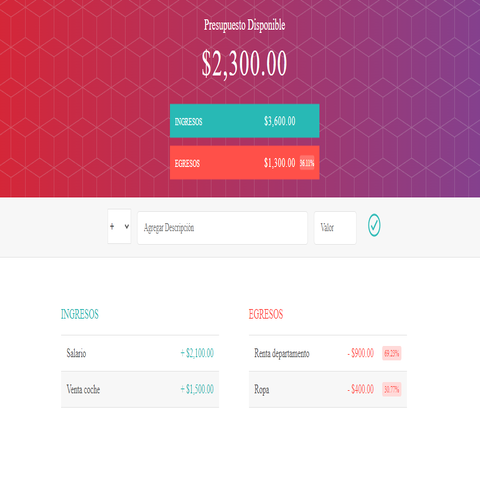 Presupuesto Disponible
$2,300.00
INGRESOS $3,600.00
EGRESOS $1,300.00 36.11%
+ Agregar Descripción Valor
INGRESOS
Salario + $2,100.00
Venta coche + $1,500.00
EGRESOS
Renta departamento - $900.00 69.23%
Ropa - $400.00 30.77%